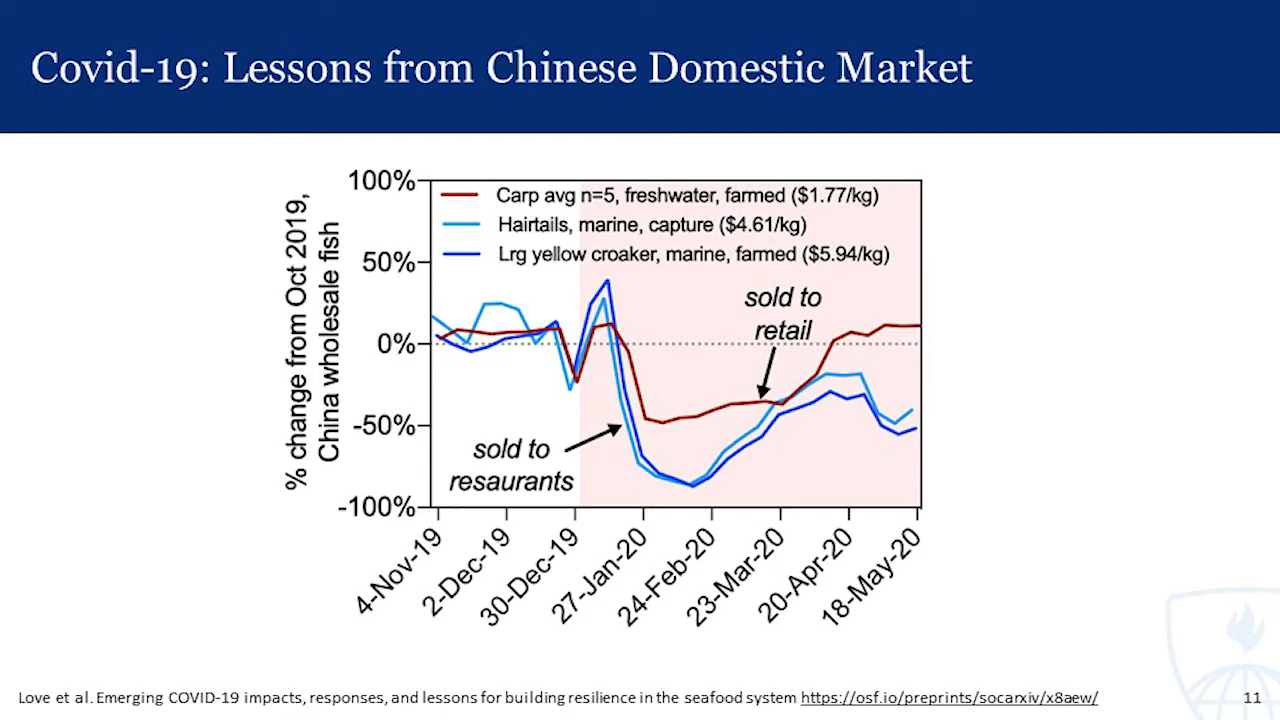 Covid-19: Lessons from Chinese Domestic Market
% change from Oct 2019,
China wholesale fish
100%
50%
0%
-50%
-100%
Carp avg n=5, freshwater, farmed ($1.77/kg)
Hairtails, marine, capture ($4.61/kg)
Lrg yellow croaker, marine, farmed ($5.94/kg)
sold to
retail
sold to
resaurants
4-Nov-19
2-Dec-19
30-Dec-19
27-Jan-20
24-Feb-20
23-Mar-20
20-Apr-20
18-May-20
Love et al. Emerging COVID-19 impacts, responses, and lessons for building resilience in the seafood system https://osf.io/preprints/socarxiv/x8aew/
11